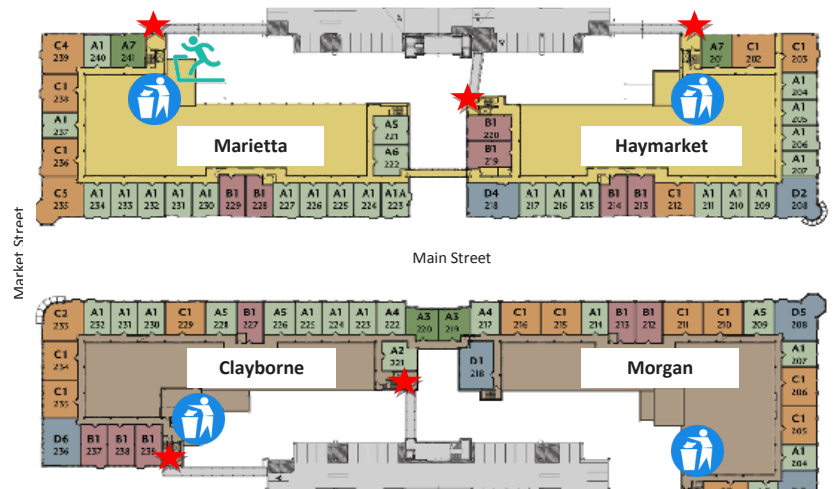 C4 239
A1 240
A7 241
A7 201
C1 202
C1 203
C1 238
A1 204
A1 237
A5 221
B1 220
A1 205
Marietta
Haymarket
A1 206
C1 236
A6 222
B1 219
A1 207
C5 235
A1 234
A1 233
A1 232
A1 231
A1 230
B1 229
B1 228
A1 227
A1 226
A1 225
A1 224
A1A 223
D4 218
A1 217
A1 216
A1 215
B1 214
B1 213
C1 212
A1 211
A1 210
A1 209
D2 208
Market Street
Main Street
C2 233
A1 232
A1 231
A1 230
C1 229
A5 228
B1 227
A5 226
A1 225
A1 224
A1 223
A4 222
A3 220
A3 219
A4 217
C1 216
C1 215
A1 214
B1 213
B1 212
C1 211
C1 210
A5 209
D5 208
C1 234
A2 221
D1 218
A1 207
Clayborne
Morgan
C1 235
C1 206
C1 205
D6 236
B1 237
B1 238
B1 239
A1 204